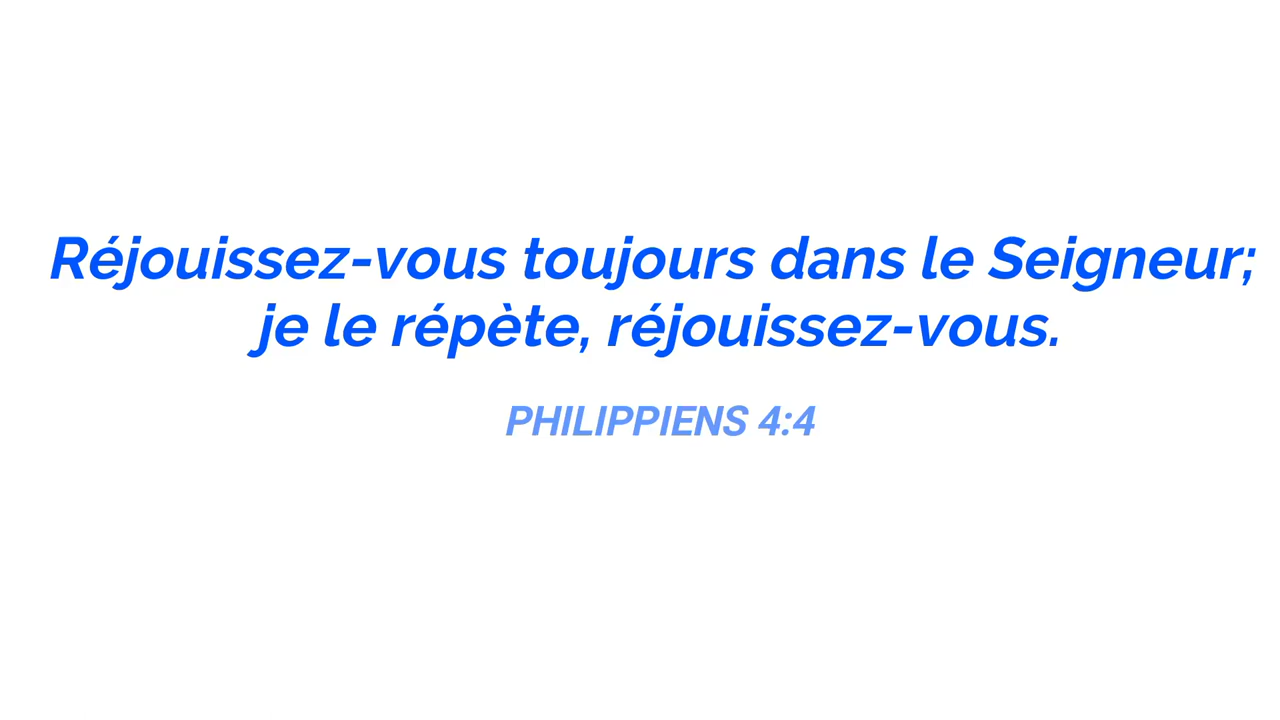 Réjouissez-vous toujours dans le Seigneur;
je le répète, réjouissez-vous.
PHILIPPIENS 4:4